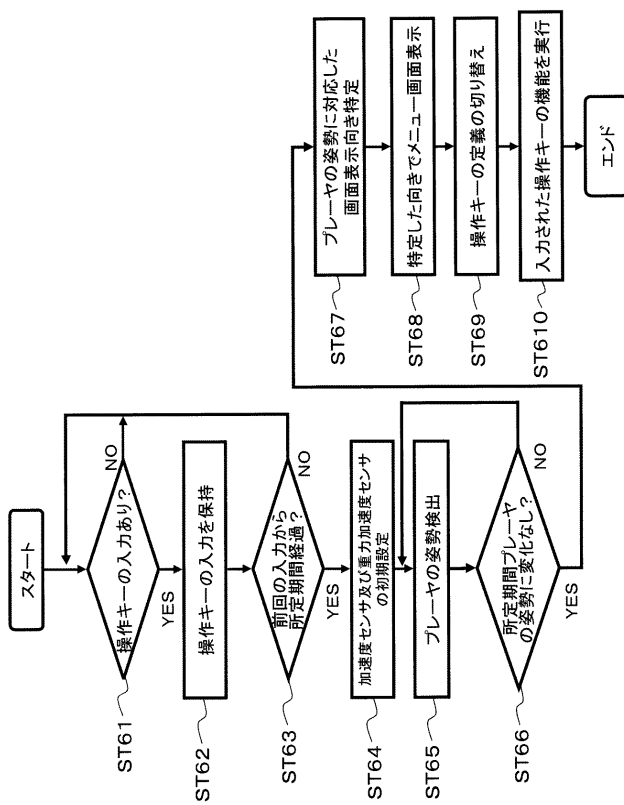 スタート
操作キーの入力あり?
NO
YES
ST61
操作キーの入力を保持
ST62
前回の入力から
所定期間経過?
NO
YES
ST63
加速度センサ及び重力加速度センサ
の初期設定
ST64
プレーヤの姿勢検出
ST65
所定期間プレーヤ
の姿勢に変化なし?
NO
YES
ST66
プレーヤの姿勢に対応した
画面表示向き特定
ST67
特定した向きでメニュー画面表示
ST68
操作キーの定義の切り替え
ST69
入力された操作キーの機能を実行
ST610
エンド